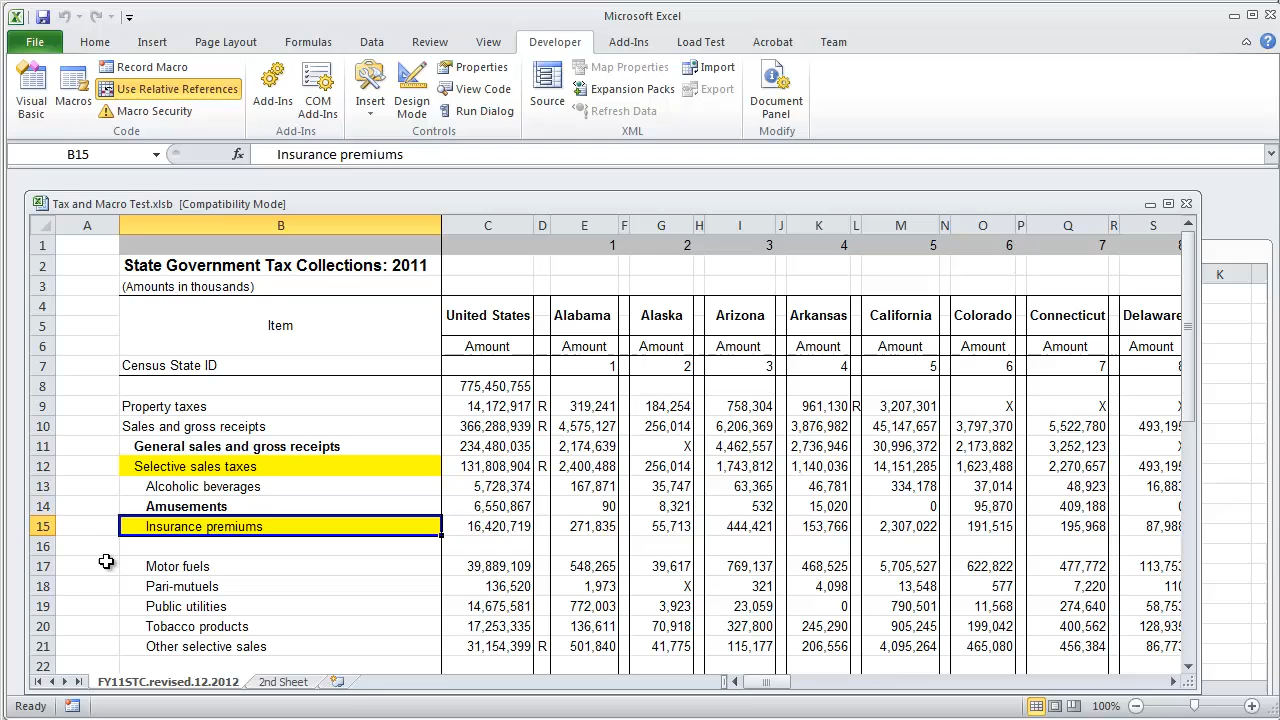 Microsoft Excel
File Home Insert Page Layout Formulas Data Review View Developer Add-Ins Load Test Acrobat Team
Visual Basic
Macros
Record Macro
Use Relative References
Macro Security
Code
Add-Ins
COM Add-Ins
Add-Ins
Insert
Design Mode
Properties
View Code
Run Dialog
Controls
Source
Map Properties
Expansion Packs
Refresh Data
Import
Export
XML
Document Panel
Modify
B15 fx Insurance premiums
Tax and Macro Test.xlsb [Compatibility Mode]
A B C D E F G H I J K L M N O P Q R S
K
1 1 2 3 4 5 6 7 8
2 State Government Tax Collections: 2011
3 (Amounts in thousands)
4
5 Item United States Alabama Alaska Arizona Arkansas California Colorado Connecticut Delaware
6 Amount Amount Amount Amount Amount Amount Amount Amount Amount
7 Census State ID 1 2 3 4 5 6 7 8
8 775,450,755
9 Property taxes 14,172,917 R 319,241 184,254 758,304 961,130 R 3,207,301 X X
10 Sales and gross receipts 366,288,939 R 4,575,127 256,014 6,206,369 3,876,982 45,147,657 3,797,370 5,522,780 493,195
11 General sales and gross receipts 234,480,035 2,174,639 X 4,462,557 2,736,946 30,996,372 2,173,882 3,252,123
12 Selective sales taxes 131,808,904 R 2,400,488 256,014 1,743,812 1,140,036 14,151,285 1,623,488 2,270,657 493,195
13 Alcoholic beverages 5,728,374 167,871 35,747 63,365 46,781 334,178 37,014 48,923 16,883
14 Amusements 6,550,867 90 8,321 532 15,020 0 95,870 409,188
15 Insurance premiums 16,420,719 271,835 55,713 444,421 153,766 2,307,022 191,515 195,968 87,988
16
17 Motor fuels 39,889,109 548,265 39,617 769,137 468,525 5,705,527 622,822 477,772 113,753
18 Pari-mutuels 136,520 1,973 X 321 4,098 13,548 577 7,220 110
19 Public utilities 14,675,581 772,003 3,923 23,059 0 790,501 11,568 274,640 58,753
20 Tobacco products 17,253,335 136,611 70,918 327,800 245,290 905,245 199,042 400,562 128,935
21 Other selective sales 31,154,399 R 501,840 41,775 115,177 206,556 4,095,264 465,080 456,384 86,773
22
FY11STC.revised.12.2012 2nd Sheet
Ready 100%